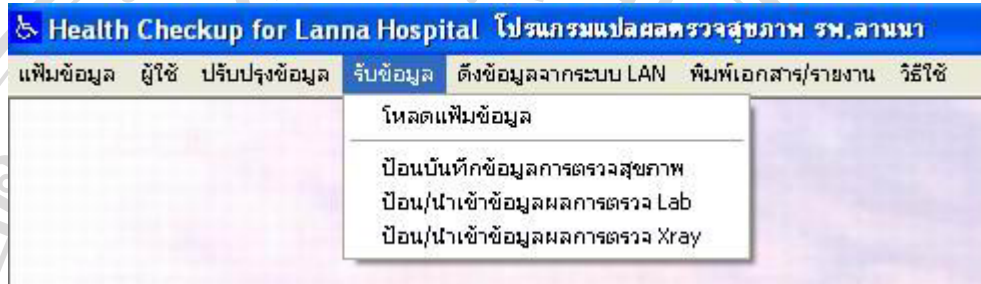 Health Checkup for Lanna Hospital โปรแกรมแปลผลตรวจสุขภาพ รพ.ลานนา
แฟ้มข้อมูล ผู้ใช้ ปรับปรุงข้อมูล รับข้อมูล ดึงข้อมูลจากระบบ LAN พิมพ์เอกสาร/รายงาน วิธีใช้
โหลดแฟ้มข้อมูล
ป้อนบันทึกข้อมูลการตรวจสุขภาพ
ป้อน/นำเข้าข้อมูลผลการตรวจ Lab
ป้อน/นำเข้าข้อมูลผลการตรวจ Xray